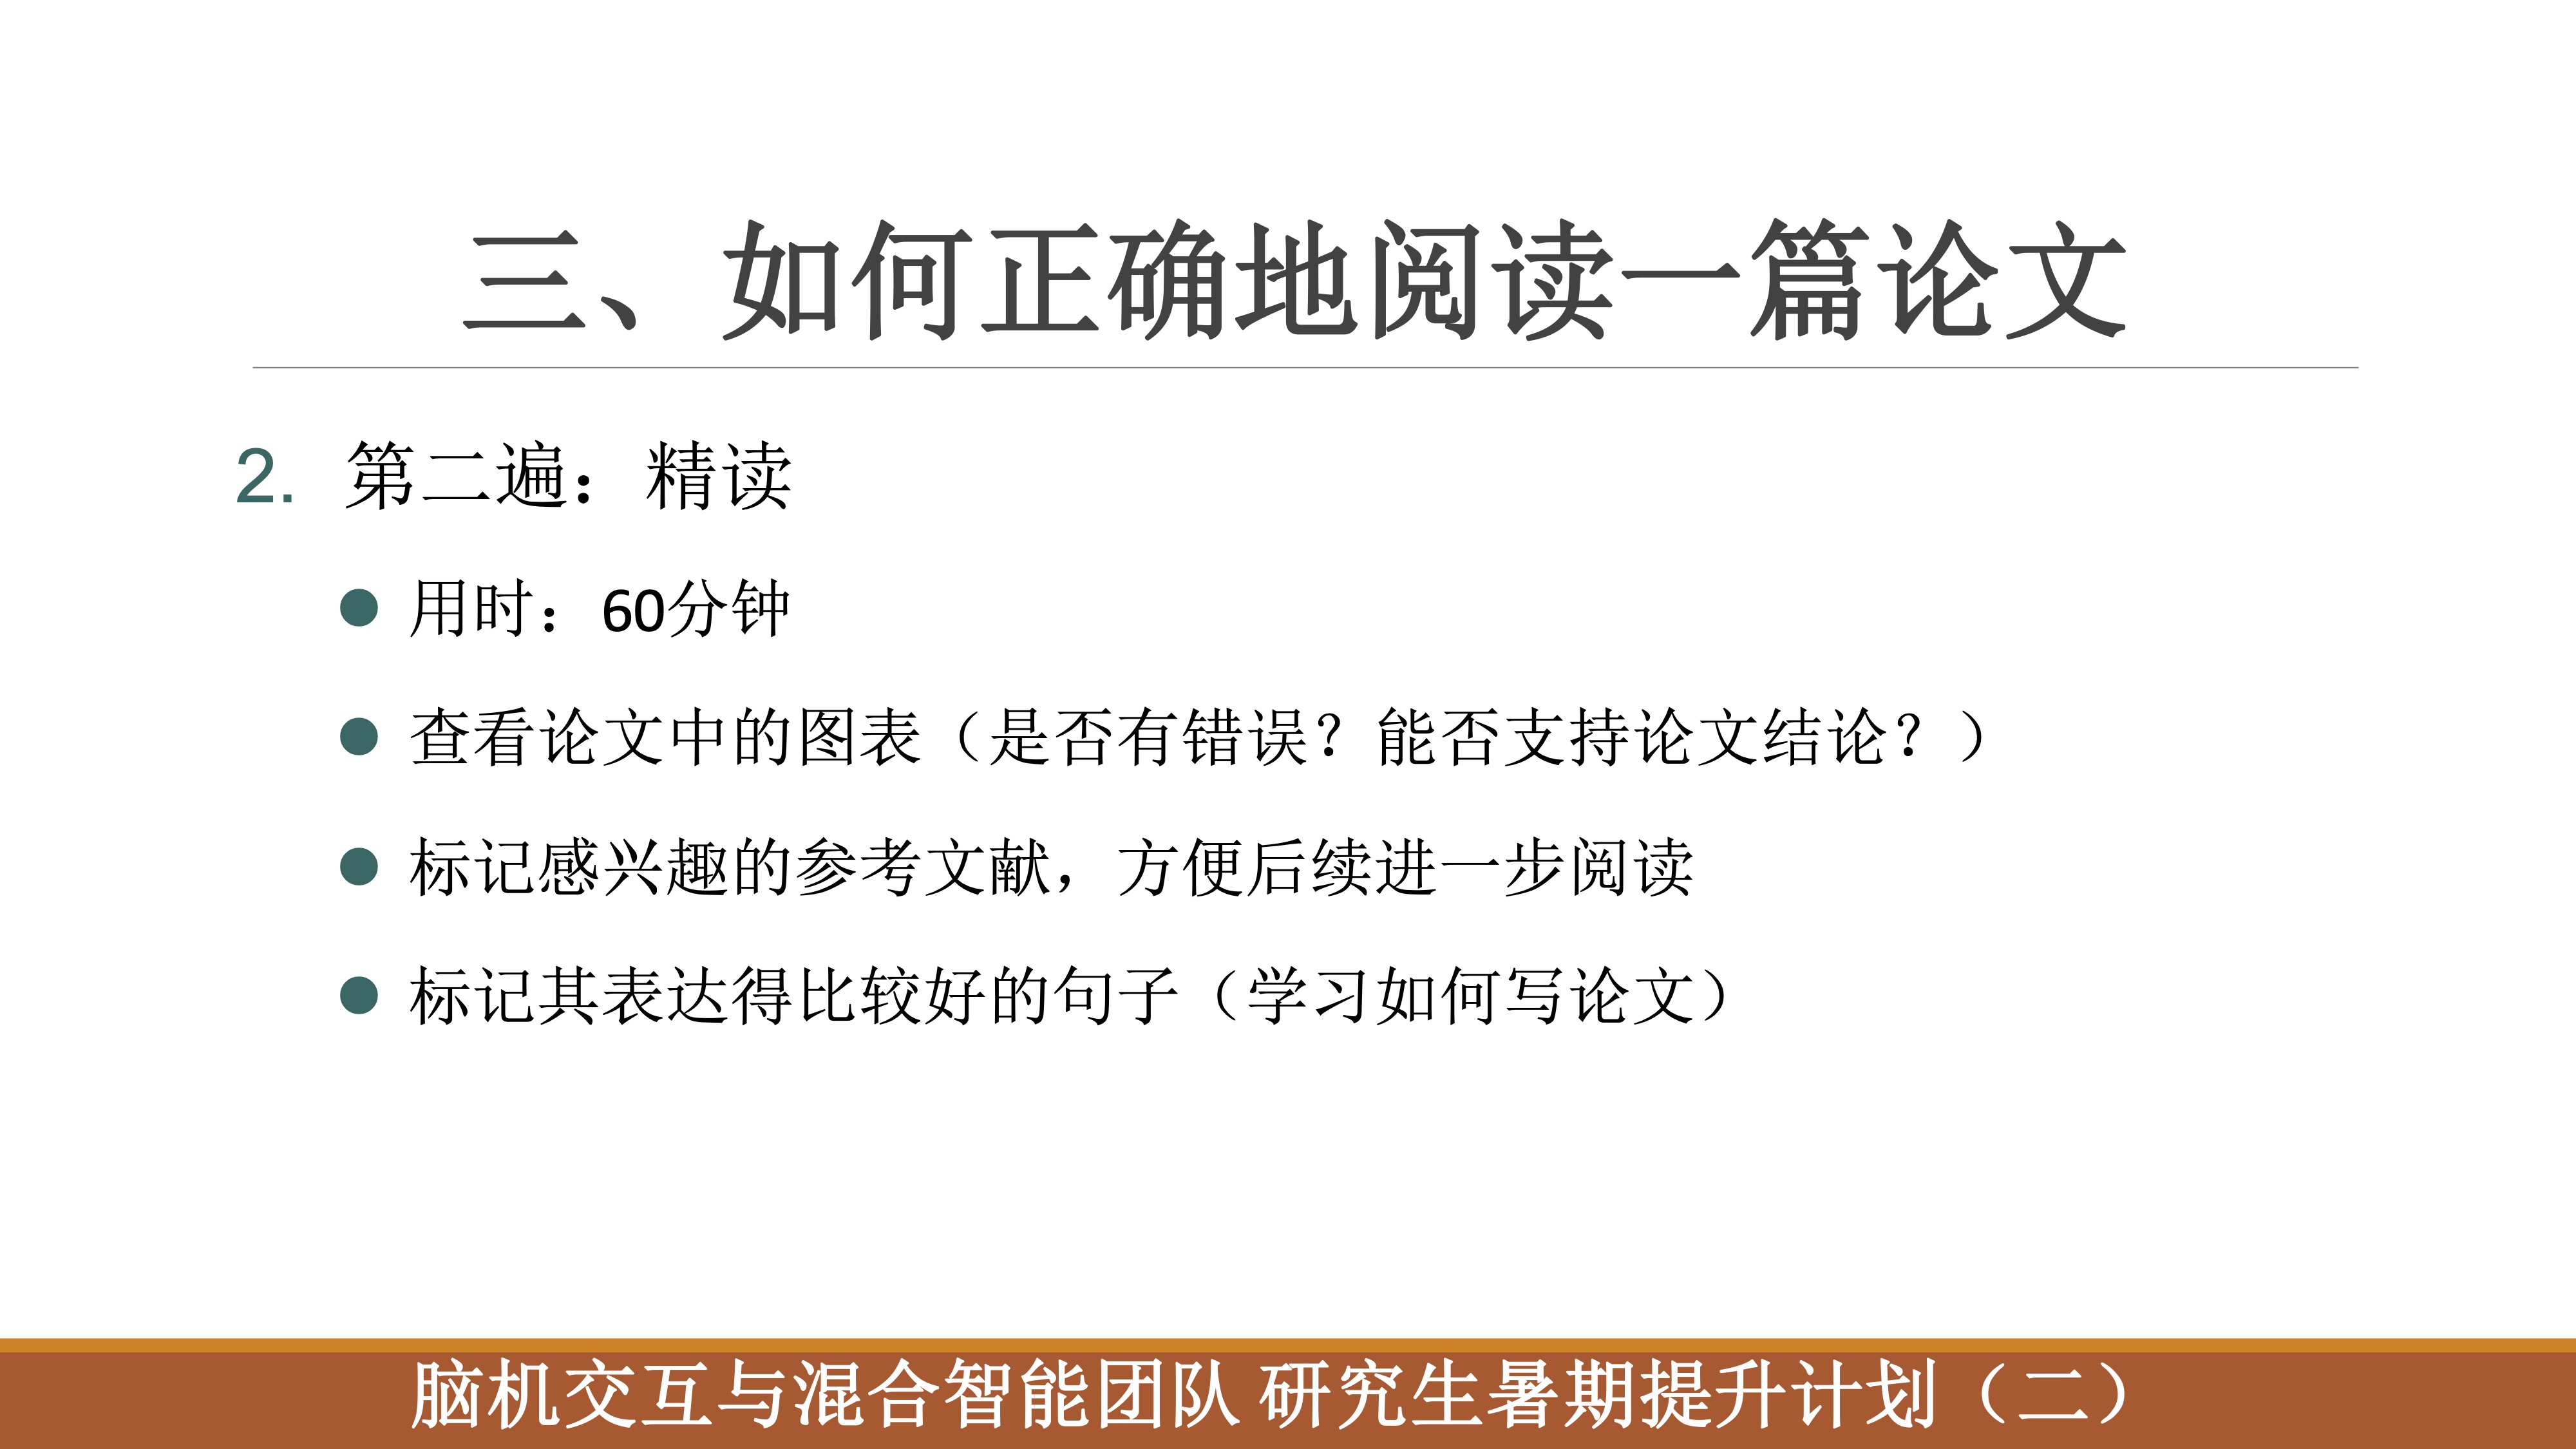 三、如何正确地阅读一篇论文
2. 第二遍：精读
● 用时：60分钟
● 查看论文中的图表（是否有错误？能否支持论文结论？）
● 标记感兴趣的参考文献，方便后续进一步阅读
● 标记其表达得比较好的句子（学习如何写论文）
脑机交互与混合智能团队 研究生暑期提升计划（二）